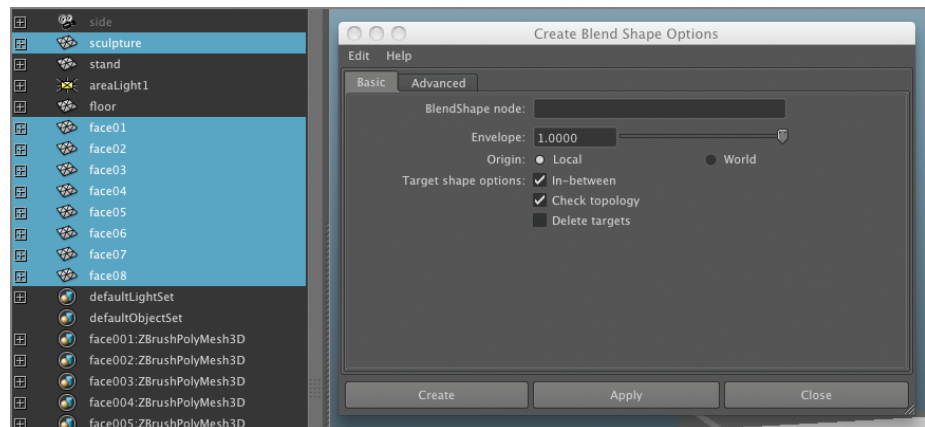 side
sculpture
stand
areaLight1
floor
face01
face02
face03
face04
face05
face06
face07
face08
defaultLightSet
defaultObjectSet
face001:ZBrushPolyMesh3D
face002:ZBrushPolyMesh3D
face003:ZBrushPolyMesh3D
face004:ZBrushPolyMesh3D
face005:ZBrushPolyMesh3D
Create Blend Shape Options
Edit Help
Basic Advanced
BlendShape node:
Envelope: 1.0000
Origin: Local World
Target shape options: In-between
Check topology
Delete targets
Create Apply Close